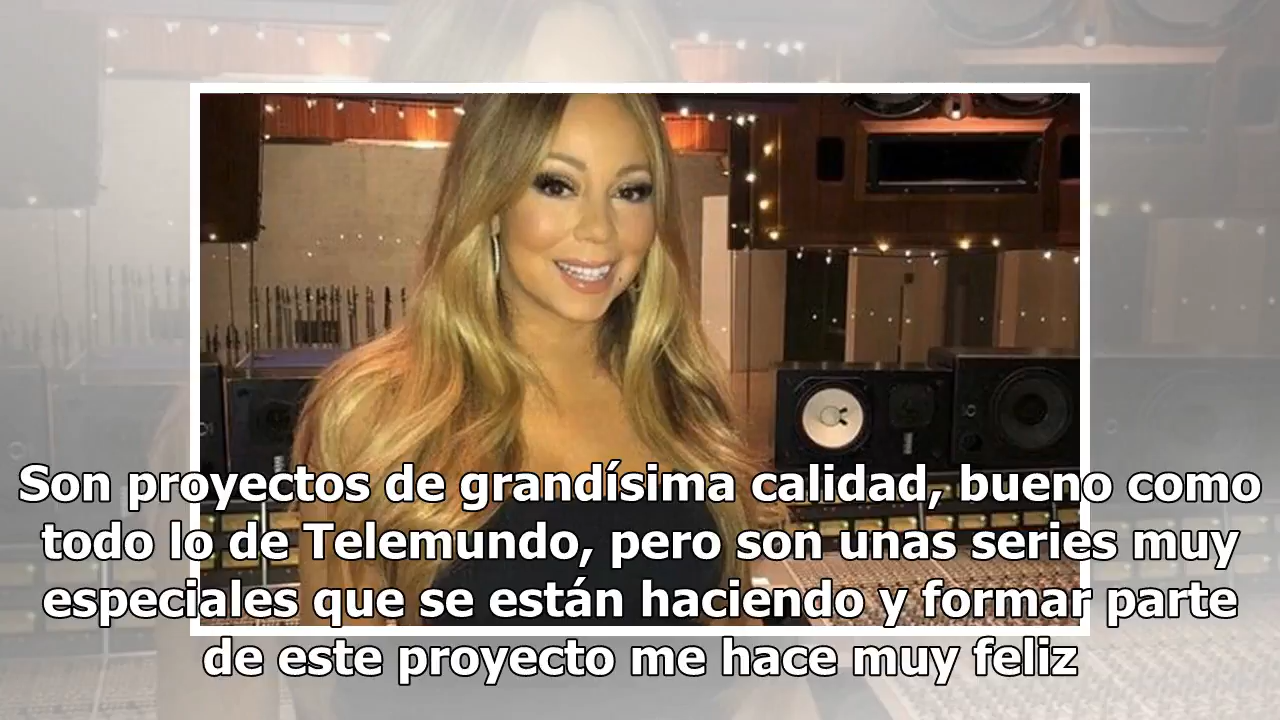 Son proyectos de grandísima calidad, bueno como
todo lo de Telemundo, pero son unas series muy
especiales que se están haciendo y formar parte
de este proyecto me hace muy feliz